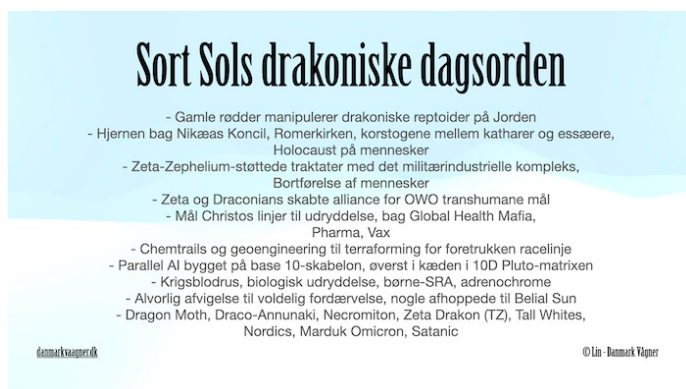 Sort Sols drakoniske dagsorden
- Gamle rødder manipulerer drakoniske reptoider på Jorden
- Hjernen bag Nikæas Koncil, Romerkirken, korstogene mellem katharer og essæere,
Holocaust på mennesker
- Zeta-Zephelium-støttede traktater med det militærindustrielle kompleks,
Bortførelse af mennesker
- Zeta og Draconians skabte alliance for OWO transhumane mål
- Mål Christos linjer til udryddelse, bag Global Health Mafia,
Pharma, Vax
- Chemtrails og geoengineering til terraforming for foretrukken racelinje
- Parallel AI bygget på base 10-skabelon, øverst i kæden i 10D Pluto-matrixen
- Krigsblodrus, biologisk udryddelse, børne-SRA, adrenochrome
- Alvorlig afvigelse til voldelig fordærvelse, nogle afhoppede til Belial Sun
- Dragon Moth, Draco-Annunaki, Necromiton, Zeta Drakon (TZ), Tall Whites,
Nordics, Marduk Omicron, Satanic
danmarkvaagner.dk
© Lin - Danmark Vågner